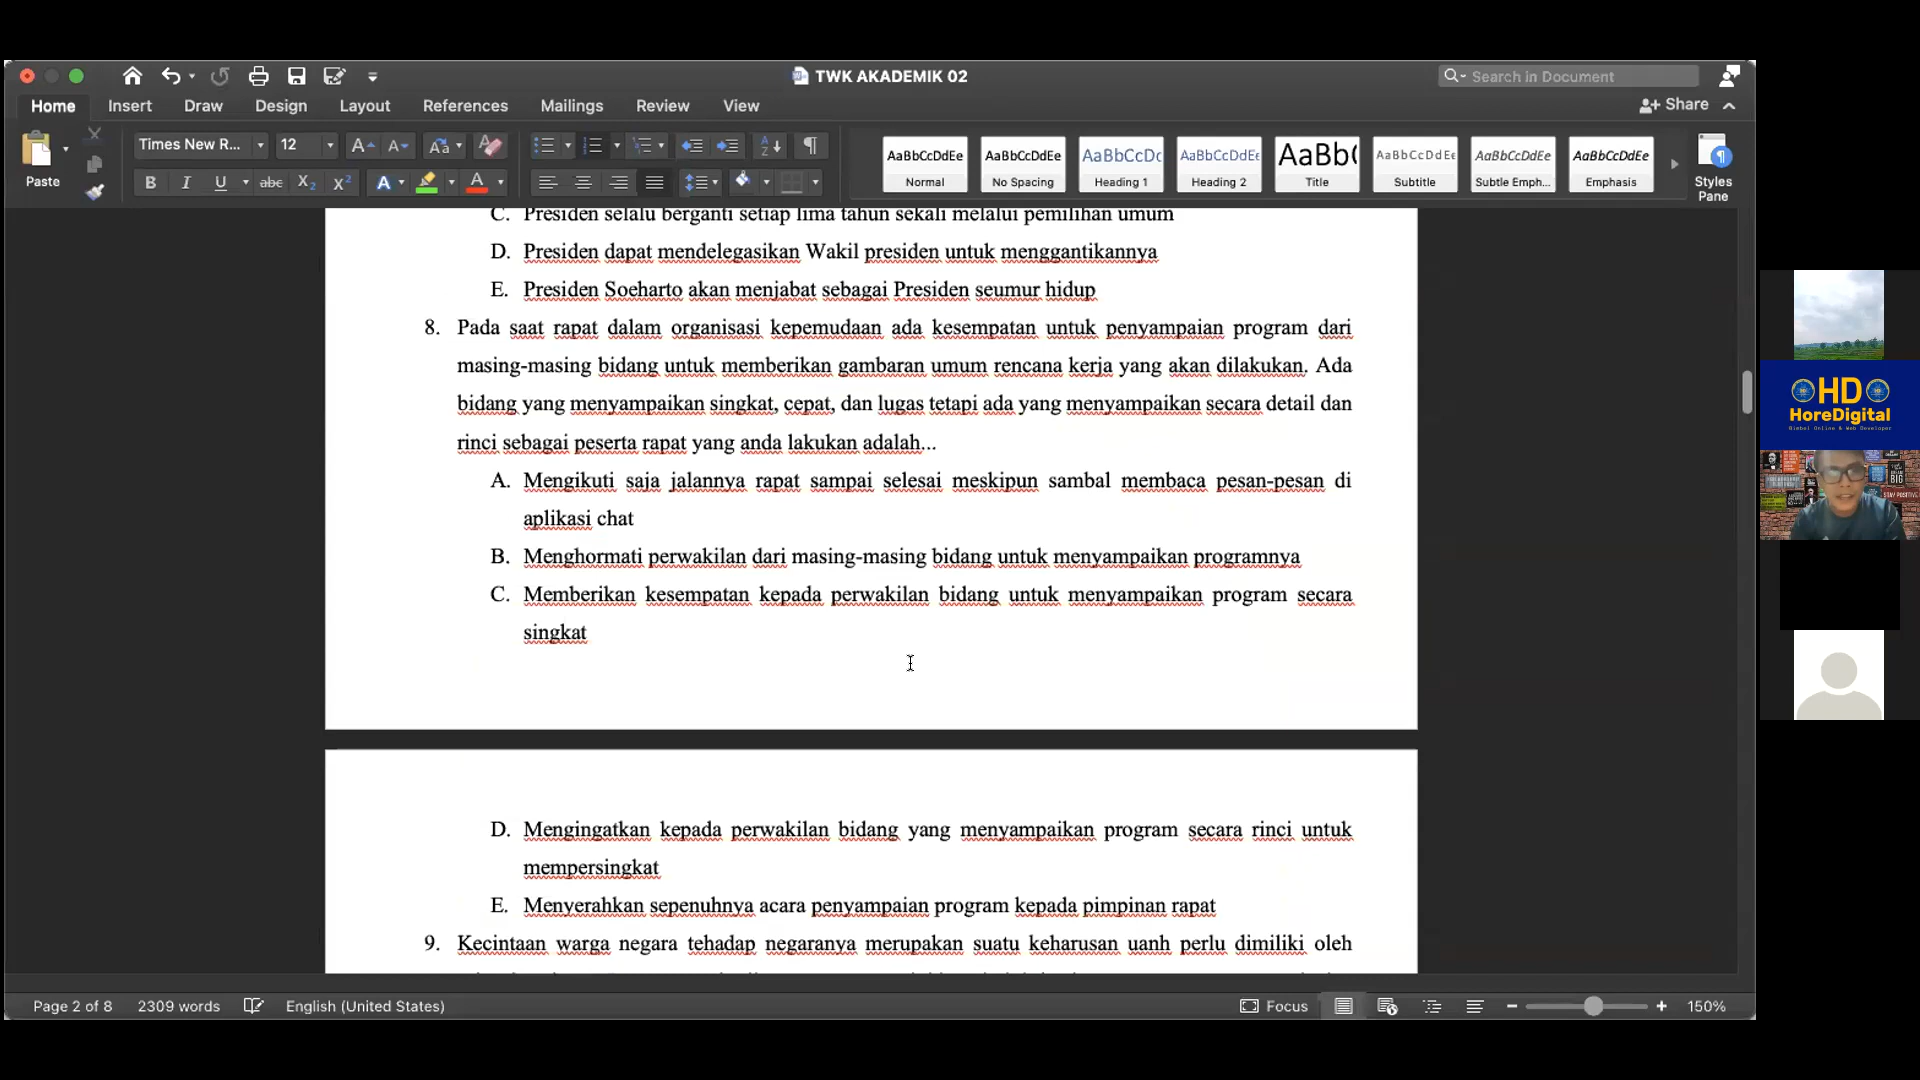 TWK AKADEMIK 02
Search in Document
Home Insert Draw Design Layout References Mailings Review View
Share
Paste
Times New R... 12
AaBbCcDdEe AaBbCcDdEe AaBbCcDc AaBbCcDdEe AaBb( AaBbCcDdEe AaBbCcDdEe AaBbCcDdEe
Normal No Spacing Heading 1 Heading 2 Title Subtitle Subtle Emph... Emphasis
Styles
Pane
C. Presiden selalu berganti setiap lima tahun sekali melalui pemilihan umum
D. Presiden dapat mendelegasikan Wakil presiden untuk menggantikannya
E. Presiden Soeharto akan menjabat sebagai Presiden seumur hidup
8. Pada saat rapat dalam organisasi kepemudaan ada kesempatan untuk penyampaian program dari
masing-masing bidang untuk memberikan gambaran umum rencana kerja yang akan dilakukan. Ada
bidang yang menyampaikan singkat, cepat, dan lugas tetapi ada yang menyampaikan secara detail dan
rinci sebagai peserta rapat yang anda lakukan adalah...
A. Mengikuti saja jalannya rapat sampai selesai meskipun sambal membaca pesan-pesan di
aplikasi chat
B. Menghormati perwakilan dari masing-masing bidang untuk menyampaikan programnya
C. Memberikan kesempatan kepada perwakilan bidang untuk menyampaikan program secara
singkat
D. Mengingatkan kepada perwakilan bidang yang menyampaikan program secara rinci untuk
mempersingkat
E. Menyerahkan sepenuhnya acara penyampaian program kepada pimpinan rapat
9. Kecintaan warga negara tehadap negaranya merupakan suatu keharusan uanh perlu dimiliki oleh
Page 2 of 8 2309 words English (United States)
Focus 150%
HD
HoreDigital
Bimbel Online & Web Developer